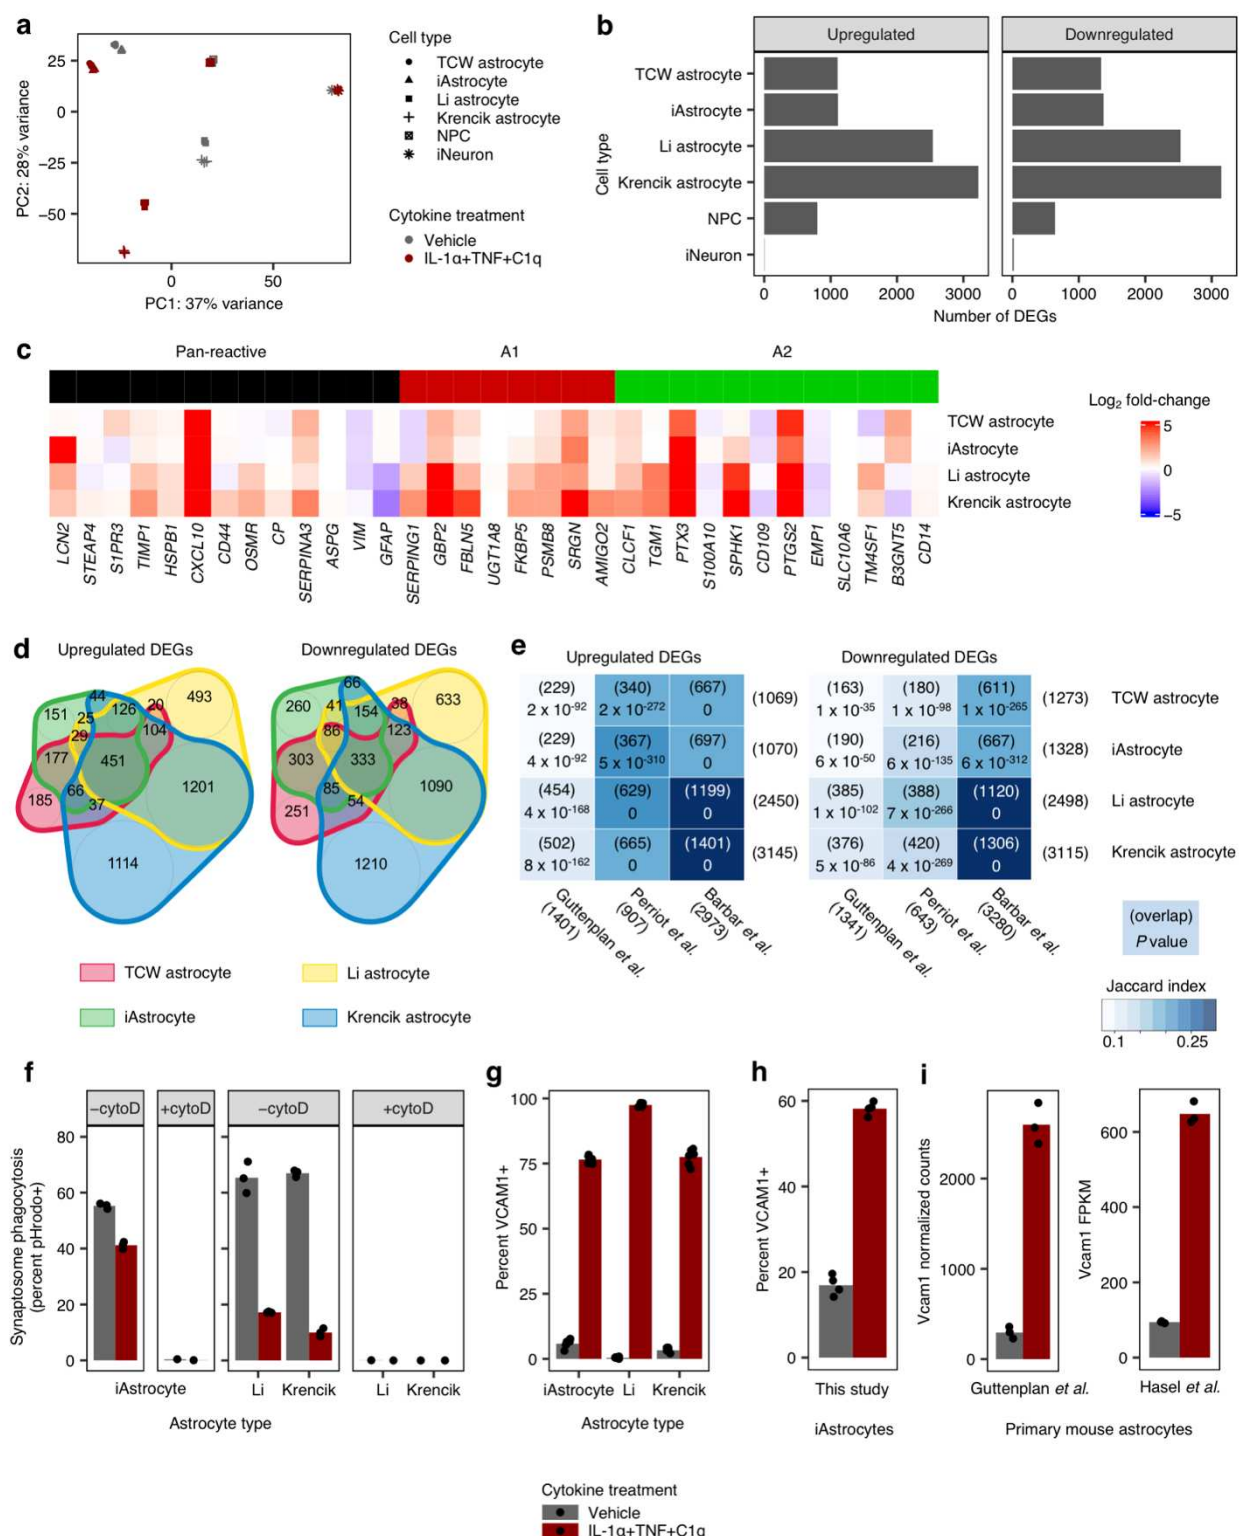 a
25
0
−25
−50
PC2: 28% variance
0 50
PC1: 37% variance
Cell type
TCW astrocyte
iAstrocyte
Li astrocyte
Krencik astrocyte
NPC
iNeuron
Cytokine treatment
Vehicle
IL-1α+TNF+C1q
b
Upregulated Downregulated
Cell type
TCW astrocyte
iAstrocyte
Li astrocyte
Krencik astrocyte
NPC
iNeuron
0 1000 2000 3000 0 1000 2000 3000
Number of DEGs
c
Pan-reactive A1 A2
TCW astrocyte
iAstrocyte
Li astrocyte
Krencik astrocyte
LCN2
STEAP4
S1PR3
TIMP1
HSPB1
CXCL10
CD44
OSMR
CP
SERPINA3
ASPG
VIM
GFAP
SERPING1
GBP2
FBLN5
UGT1A8
FKBP5
PSMB8
SRGN
AMIGO2
CLCF1
TGM1
PTX3
S100A10
SPHK1
CD109
PTGS2
EMP1
SLC10A6
TM4SF1
B3GNT5
CD14
Log2 fold-change
5
0
−5
d
Upregulated DEGs Downregulated DEGs
44
151 25 126 20 493
29 104
177 451
66 1201
185 37
1114
66
260 41 154 38 633
86 123
303 333
85 1090
251 54
1210
TCW astrocyte Li astrocyte
iAstrocyte Krencik astrocyte
e
Upregulated DEGs Downregulated DEGs
(229) (340) (667) (1069) (163) (180) (611) (1273) TCW astrocyte
2 x 10-92 2 x 10-272 0 1 x 10-35 1 x 10-98 1 x 10-265
(229) (367) (697) (1070) (190) (216) (667) (1328) iAstrocyte
4 x 10-92 5 x 10-310 0 6 x 10-50 6 x 10-135 6 x 10-312
(454) (629) (1199) (2450) (385) (388) (1120) (2498) Li astrocyte
4 x 10-168 0 0 1 x 10-102 7 x 10-266 0
(502) (665) (1401) (3145) (376) (420) (1306) (3115) Krencik astrocyte
8 x 10-162 0 0 5 x 10-86 4 x 10-269 0
Guttenplan et al.
(1401)
Perriot et al.
(907)
Barbar et al.
(2973)
Guttenplan et al.
(1341)
Perriot et al.
(643)
Barbar et al.
(3280)
(overlap)
P value
Jaccard index
0.1 0.25
f
−cytoD +cytoD −cytoD +cytoD
80
60
40
20
0
Synaptosome phagocytosis
(percent pHrodo+)
iAstrocyte Li Krencik Li Krencik
Astrocyte type
g
100
75
50
25
0
Percent VCAM1+
iAstrocyte Li Krencik
Astrocyte type
h
60
40
20
0
Percent VCAM1+
This study
iAstrocytes
i
2000
1000
0
Vcam1 normalized counts
Guttenplan et al.
600
400
200
0
Vcam1 FPKM
Hasel et al.
Primary mouse astrocytes
Cytokine treatment
Vehicle
IL-1α+TNF+C1q